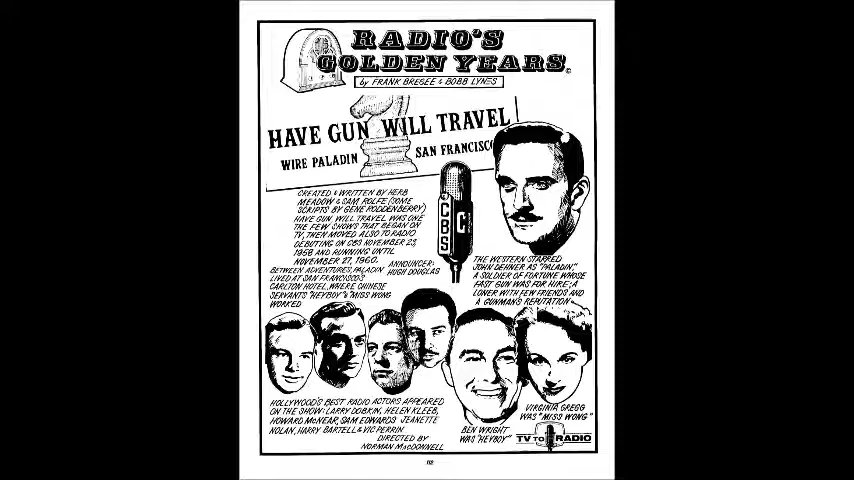 RADIO'S
GOLDEN YEARS
by FRANK BRESEE & BOBB LYNES
HAVE GUN WILL TRAVEL
WIRE PALADIN
SAN FRANCISCO
CREATED & WRITTEN BY HERB
MEADOW & SAM ROLFE (SOME
SCRIPTS BY GENE RODDENBERRY)
HAVE GUN WILL TRAVEL WAS ONE
THE FEW SHOWS THAT BEGAN ON
TV, THEN MOVED ALSO TO RADIO
DEBUTING ON CBS NOVEMBER 23,
1958 AND RUNNING UNTIL
NOVEMBER 27, 1960.
ANNOUNCER:
HUGH DOUGLAS
BETWEEN ADVENTURES, PALADIN
LIVED AT SAN FRANCISCO'S
CARLTON HOTEL, WHERE CHINESE
SERVANTS "HEYBOY" & "MISS WONG
WORKED
CBS
C
THE WESTERN STARRED
JOHN DEHNER AS "PALADIN,"
A SOLDIER OF FORTUNE WHOSE
FAST GUN WAS FOR HIRE; A
LONER WITH FEW FRIENDS AND
A GUNMAN'S REPUTATION
HOLLYWOOD'S BEST RADIO ACTORS APPEARED
ON THE SHOW: LARRY DOBKIN, HELEN KLEEB,
HOWARD McNEAR, SAM EDWARDS JEANETTE
NOLAN, HARRY BARTELL & VIC PERRIN
DIRECTED BY
NORMAN MACDONNELL
BEN WRIGHT
WAS "HEYBOY"
VIRGINIA GREGG
WAS "MISS WONG"
TV TO RADIO